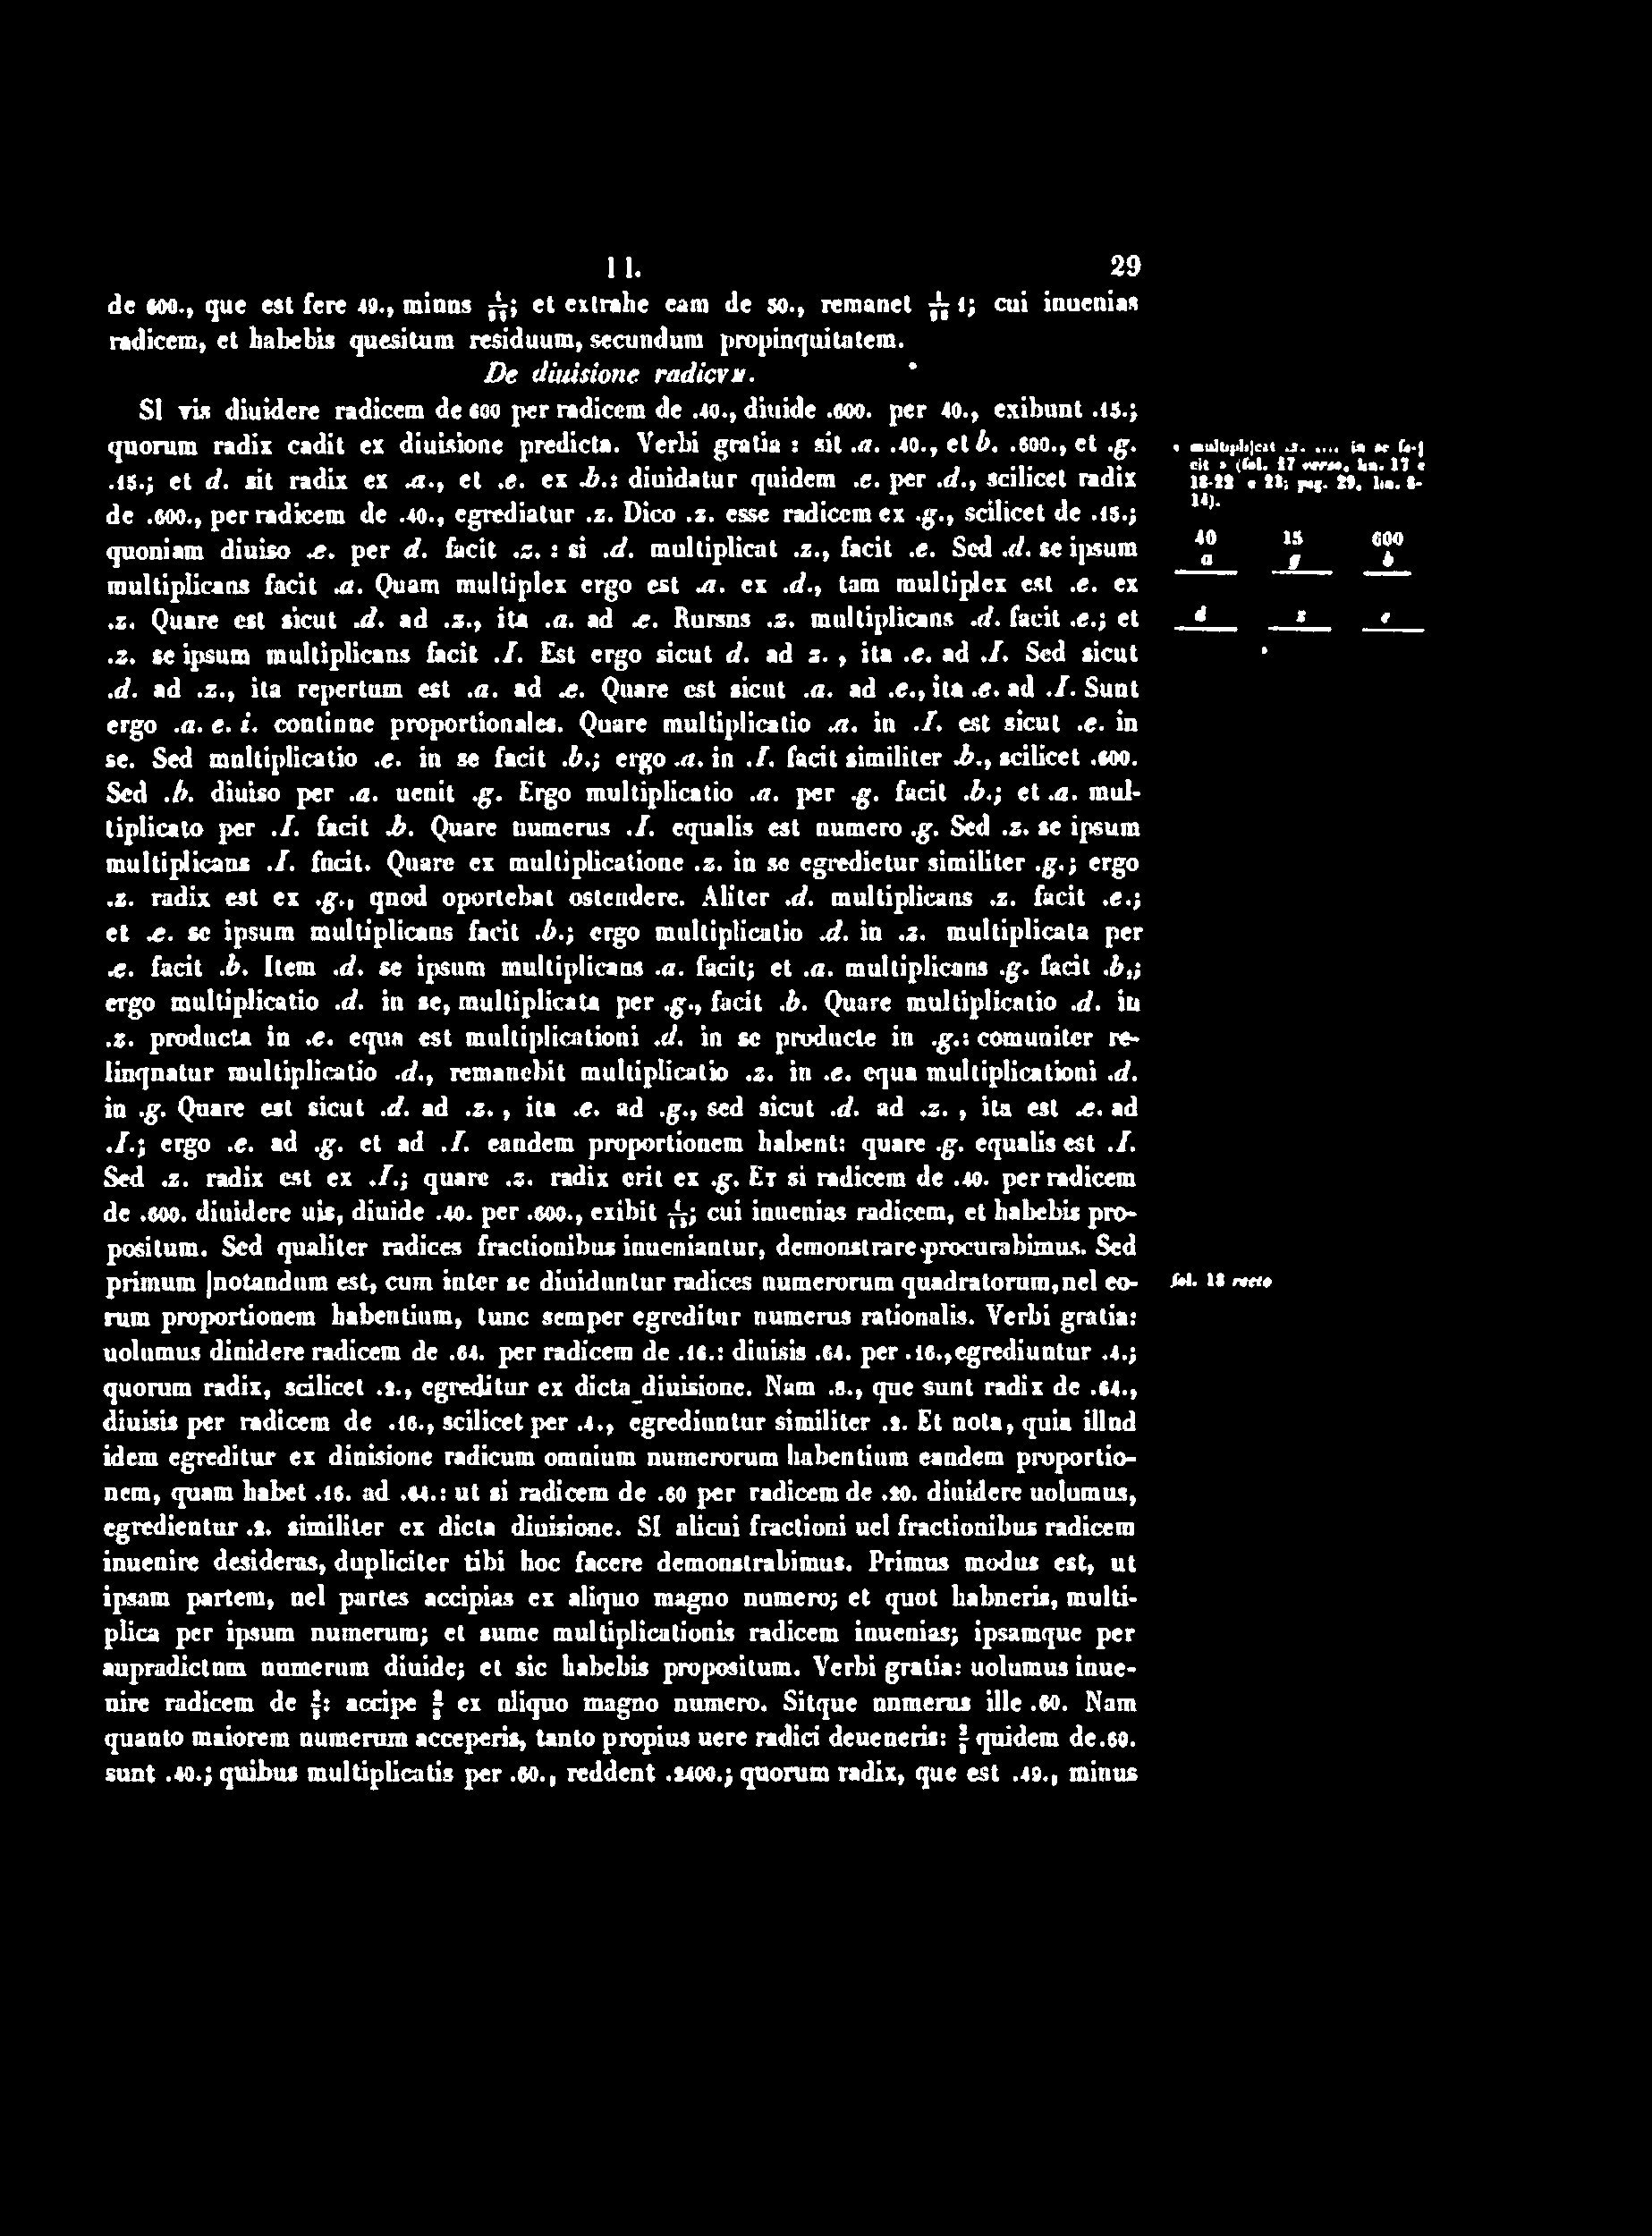 II.
29
de 600., que est fere 49., minus 1/99; et extrahe eam de 50., remanet 1/99 1; cui inuenias
radicem, et habebis quesitum residuum, secundum propinquitatem.
De diuisione radicvm.
SI vis diuidere radicem de 600 per radicem de .40., diuide .600. per 40., exibunt .15.;
quorum radix cadit ex diuisione predicta. Verbi gratia : sit .a. .40., et b. .600., et .g.
.15.; et d. sit radix ex .a., et .e. ex .b.: diuidatur quidem .e. per .d., scilicet radix
de .600., per radicem de .40., egrediatur .z. Dico .z. esse radicem ex .g., scilicet de .15.;
quoniam diuiso .e. per d. facit .z. : si .d. multiplicat .z., facit .e. Sed .d. se ipsum
multiplicans facit .a. Quam multiplex ergo est .a. ex .d., tam multiplex est .e. ex
.z. Quare est sicut .d. ad .z., ita .a. ad .e. Rursus .z. multiplicans .d. facit .e.; et
.z. se ipsum multiplicans facit .I. Est ergo sicut d. ad z. , ita .e. ad .I. Sed sicut
.d. ad .z., ita repertum est .a. ad .e. Quare est sicut .a. ad .e., ita .e. ad .I. Sunt
ergo .a. e. i. continue proportionales. Quare multiplicatio .a. in .I. est sicut .e. in
se. Sed multiplicatio .e. in se facit .b.; ergo .a. in .I. facit similiter .b., scilicet .600.
Sed .b. diuiso per .a. uenit .g. Ergo multiplicatio .a. per .g. facit .b.; et .a. mul-
tiplicato per .I. facit .b. Quare numerus .I. equalis est numero .g. Sed .z. se ipsum
multiplicans .I. facit. Quare ex multiplicatione .z. in se egredietur similiter .g.; ergo
.z. radix est ex .g., quod oportebat ostendere. Aliter .d. multiplicans .z. facit .e.;
et .e. se ipsum multiplicans facit .b.; ergo multiplicatio .d. in .z. multiplicata per
.e. facit .b. Item .d. se ipsum multiplicans .a. facit; et .a. multiplicans .g. facit .b.;
ergo multiplicatio .d. in se, multiplicata per .g., facit .b. Quare multiplicatio .d. in
.z. producta in .e. equa est multiplicationi .d. in se producte in .g.: comuniter re-
linquatur multiplicatio .d., remanebit multiplicatio .z. in .e. equa multiplicationi .d.
in .g. Quare est sicut .d. ad .z. , ita .e. ad .g., sed sicut .d. ad .z. , ita est .e. ad
.I.; ergo .e. ad .g. et ad .I. eandem proportionem habent: quare .g. equalis est .I.
Sed .z. radix est ex .I.; quare .z. radix erit ex .g. Et si radicem de .40. per radicem
de .600. diuidere uis, diuide .40. per .600., exibit 1/15; cui inuenias radicem, et habebis pro-
positum. Sed qualiter radices fractionibus inueniantur, demonstrare procurabimus. Sed
primum |notandum est, cum inter se diuiduntur radices numerorum quadratorum, uel eo-
rum proportionem habentium, tunc semper egreditur numerus rationalis. Verbi gratia:
uolumus diuidere radicem de .64. per radicem de .16.: diuisis .64. per .16., egrediuntur .4.;
quorum radix, scilicet .2., egreditur ex dicta diuisione. Nam .8., que sunt radix de .64.,
diuisis per radicem de .16., scilicet per .4., egrediuntur similiter .2. Et nota, quia illud
idem egreditur ex diuisione radicum omnium numerorum habentium eandem proportio-
nem, quam habet .16. ad .64.: ut si radicem de .80 per radicem de .20. diuidere uolumus,
egredientur .2. similiter ex dicta diuisione. SI alicui fractioni uel fractionibus radicem
inuenire desideras, dupliciter tibi hoc facere demonstrabimus. Primus modus est, ut
ipsam partem, uel partes accipias ex aliquo magno numero; et quot habueris, multi-
plica per ipsum numerum; et sume multiplicationis radicem inuenias; ipsamque per
supradictum numerum diuide; et sic habebis propositum. Verbi gratia: uolumus inue-
nire radicem de 2/3: accipe 2/3 ex aliquo magno numero. Sitque numerus ille .60. Nam
quanto maiorem numerum acceperis, tanto propius uere radici deueneris: 2/3 quidem de .60.
sunt .40.; quibus multiplicatis per .60., reddent .2400.; quorum radix, que est .49., minus
« multipl[icat .z. .... in se fa-]
cit » (fol. 17 verso, lin. 17 e
18-22 e 23; pag. 29, lin. 8-
14).
40 15 600
a g b
d z e
fol. 18 recto